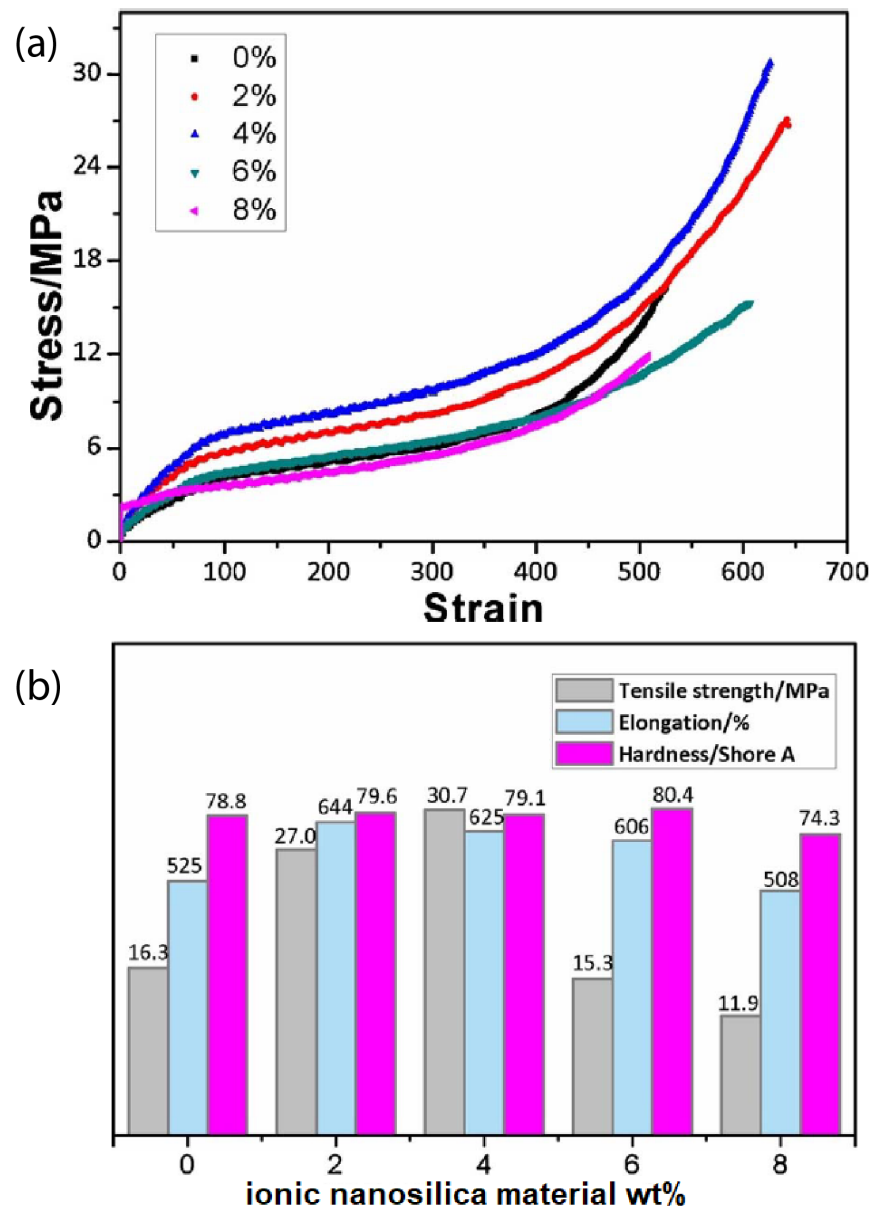 (a)
0%
2%
4%
6%
8%
30
24
18
12
6
0
Stress/MPa
0 100 200 300 400 500 600 700
Strain
(b)
Tensile strength/MPa
Elongation/%
Hardness/Shore A
16.3 525 78.8
27.0 644 79.6
30.7 625 79.1
15.3 606 80.4
11.9 508 74.3
0 2 4 6 8
ionic nanosilica material wt%